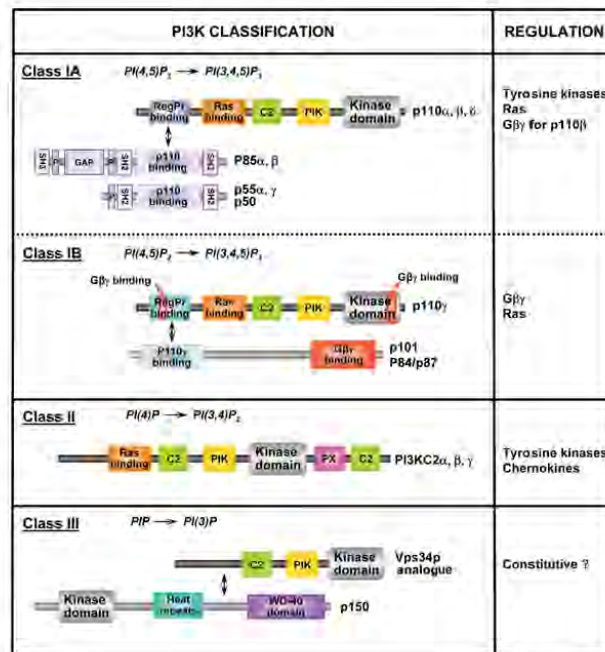 PI3K CLASSIFICATION
REGULATION
Class IA
PI(4,5)P₂ → PI(3,4,5)P₃
RegPr binding
Ras binding
C2
PIK
Kinase domain
p110α, β, δ
Tyrosine kinases
Ras
Gβγ for p110β
SH3
P
GAP
P
SH2
p110 binding
SH2
P85α, β
SH2
p110 binding
SH2
p55α, γ
p50
Class IB
PI(4,5)P₂ → PI(3,4,5)P₃
Gβγ binding
Gβγ binding
RegPr binding
Ras binding
C2
PIK
Kinase domain
p110γ
Gβγ
Ras
P110γ binding
Gβγ binding
p101
P84/p87
Class II
PI(4)P → PI(3,4)P₂
Ras binding
C2
PIK
Kinase domain
PX
C2
PI3KC2α, β, γ
Tyrosine kinases
Chemokines
Class III
PIP → PI(3)P
C2
PIK
Kinase domain
Vps34p analogue
Constitutive ?
Kinase domain
Heat repeats
WD-40 domain
p150